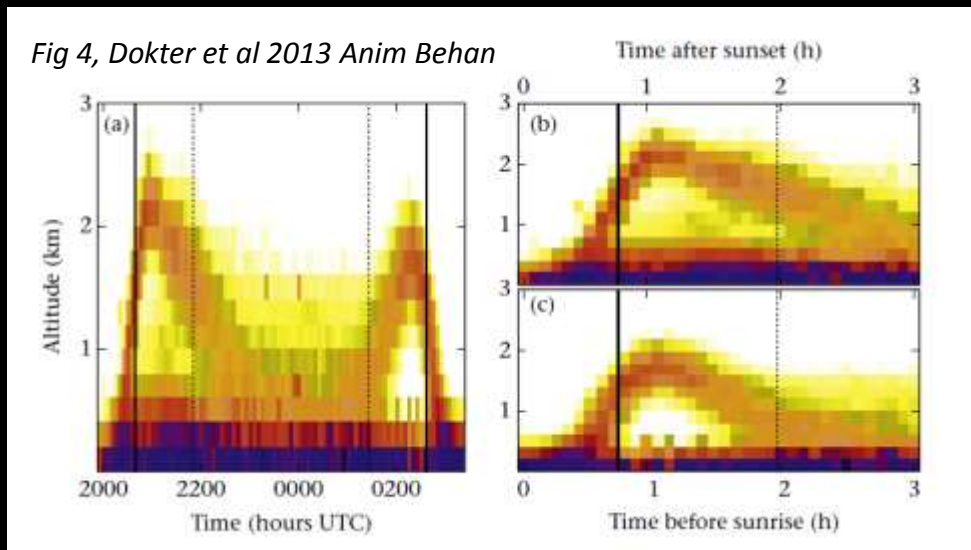 Fig 4, Dokter et al 2013 Anim Behan
Time after sunset (h)
0 1 2 3
3
(a)
2
1
Altitude (km)
2000 2200 0000 0200
Time (hours UTC)
3
(b)
2
1
3
(c)
2
1
0 1 2 3
Time before sunrise (h)